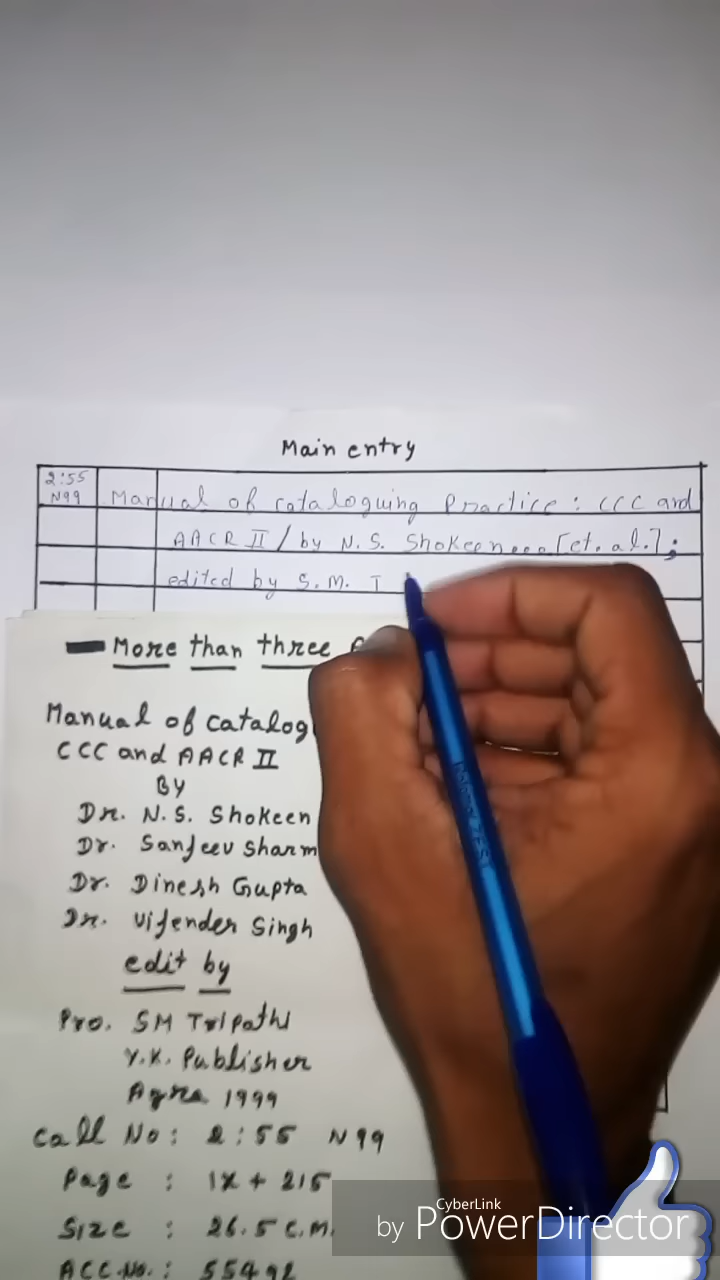 Main entry
2:55
N99 Manual of cataloguing Practice : CCC and
AACR II / by N. S. Shokeen...[et. al.];
edited by S. M. T
More than three
Manual of catalog
CCC and AACR II
By
Dr. N. S. Shokeen
Dr. Sanjeev Sharm
Dr. Dinesh Gupta
Dr. Vijender Singh
edit by
Pro. SM Tripathi
Y.K. Publisher
Agra 1999
Call No: 2:55 N99
Page : IX + 215
Size : 26.5 C.M.
ACC.No. : 55492
CyberLink
by PowerDirector